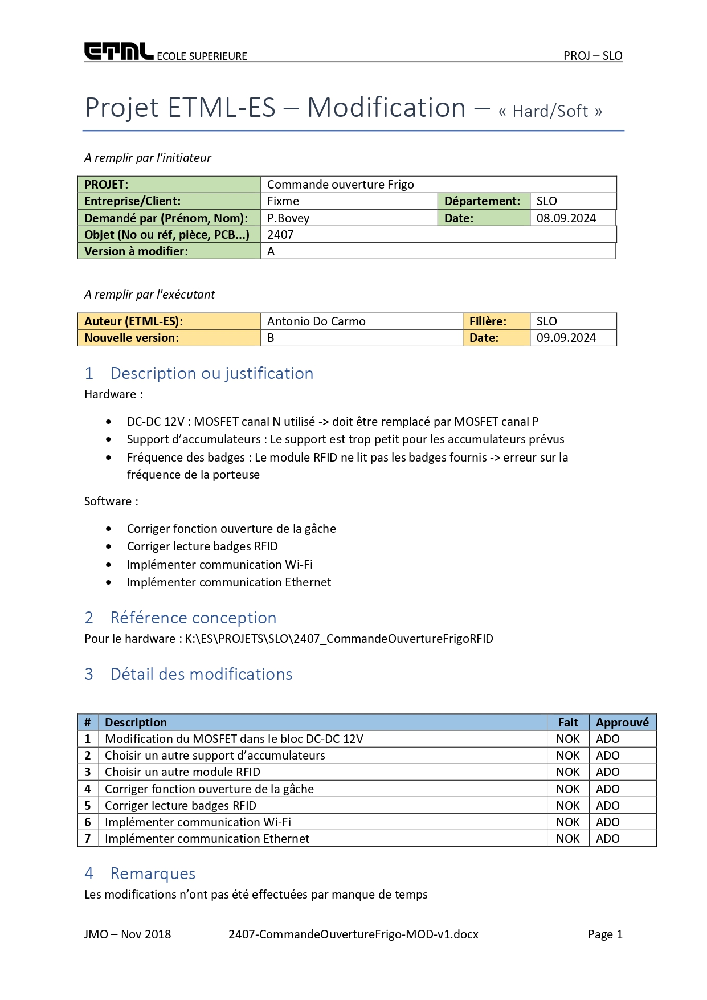 ETML ECOLE SUPERIEURE PROJ – SLO
Projet ETML-ES – Modification – « Hard/Soft »
A remplir par l'initiateur
PROJET: Commande ouverture Frigo
Entreprise/Client: Fixme Département: SLO
Demandé par (Prénom, Nom): P.Bovey Date: 08.09.2024
Objet (No ou réf, pièce, PCB...) 2407
Version à modifier: A
A remplir par l'exécutant
Auteur (ETML-ES): Antonio Do Carmo Filière: SLO
Nouvelle version: B Date: 09.09.2024
1 Description ou justification
Hardware :
• DC-DC 12V : MOSFET canal N utilisé -> doit être remplacé par MOSFET canal P
• Support d’accumulateurs : Le support est trop petit pour les accumulateurs prévus
• Fréquence des badges : Le module RFID ne lit pas les badges fournis -> erreur sur la
fréquence de la porteuse
Software :
• Corriger fonction ouverture de la gâche
• Corriger lecture badges RFID
• Implémenter communication Wi-Fi
• Implémenter communication Ethernet
2 Référence conception
Pour le hardware : K:\ES\PROJETS\SLO\2407_CommandeOuvertureFrigoRFID
3 Détail des modifications
# Description Fait Approuvé
1 Modification du MOSFET dans le bloc DC-DC 12V NOK ADO
2 Choisir un autre support d’accumulateurs NOK ADO
3 Choisir un autre module RFID NOK ADO
4 Corriger fonction ouverture de la gâche NOK ADO
5 Corriger lecture badges RFID NOK ADO
6 Implémenter communication Wi-Fi NOK ADO
7 Implémenter communication Ethernet NOK ADO
4 Remarques
Les modifications n’ont pas été effectuées par manque de temps
JMO – Nov 2018 2407-CommandeOuvertureFrigo-MOD-v1.docx Page 1